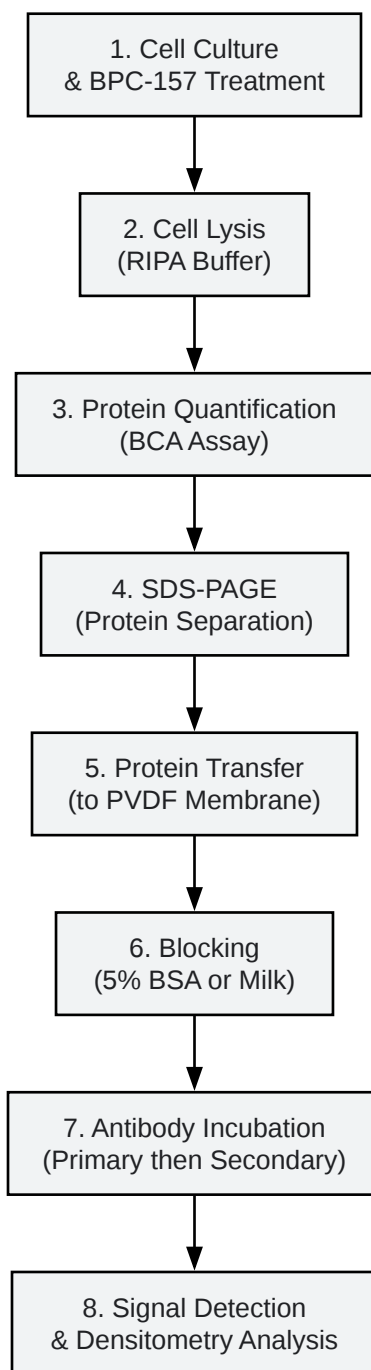 1. Cell Culture
& BPC-157 Treatment
2. Cell Lysis
(RIPA Buffer)
3. Protein Quantification
(BCA Assay)
4. SDS-PAGE
(Protein Separation)
5. Protein Transfer
(to PVDF Membrane)
6. Blocking
(5% BSA or Milk)
7. Antibody Incubation
(Primary then Secondary)
8. Signal Detection
& Densitometry Analysis